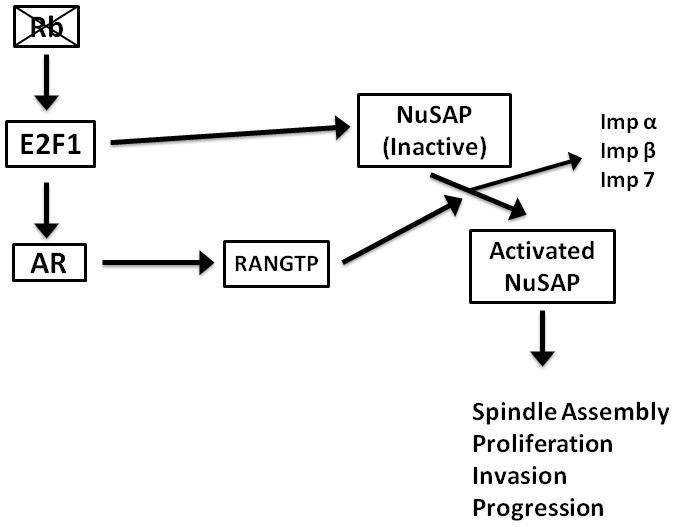 Rb
E2F1
NuSAP
(Inactive)
Imp α
Imp β
Imp 7
AR
RANGTP
Activated
NuSAP
Spindle Assembly
Proliferation
Invasion
Progression